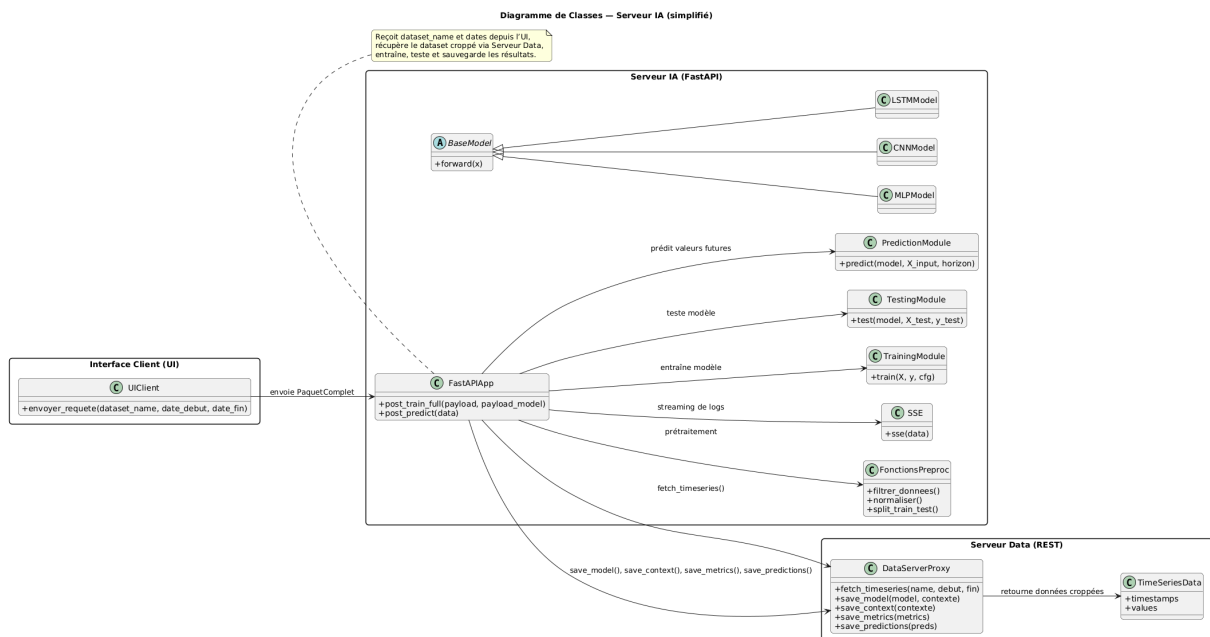 Diagramme de Classes — Serveur IA (simplifié)
Reçoit dataset_name et dates depuis l'UI,
récupère le dataset croppé via Serveur Data,
entraîne, teste et sauvegarde les résultats.
Serveur IA (FastAPI)
C LSTMModel
A BaseModel
+forward(x)
C CNNModel
C MLPModel
prédit valeurs futures
C PredictionModule
+predict(model, X_input, horizon)
teste modèle
C TestingModule
+test(model, X_test, y_test)
entraîne modèle
C TrainingModule
+train(X, y, cfg)
Interface Client (UI)
C UIClient
+envoyer_requete(dataset_name, date_debut, date_fin)
envoie PaquetComplet
C FastAPIApp
+post_train_full(payload, payload_model)
+post_predict(data)
streaming de logs
C SSE
+sse(data)
prétraitement
C FonctionsPreproc
+filtrer_donnees()
+normaliser()
+split_train_test()
fetch_timeseries()
save_model(), save_context(), save_metrics(), save_predictions()
Serveur Data (REST)
C DataServerProxy
+fetch_timeseries(name, debut, fin)
+save_model(model, contexte)
+save_context(contexte)
+save_metrics(metrics)
+save_predictions(preds)
retourne données croppées
C TimeSeriesData
+timestamps
+values